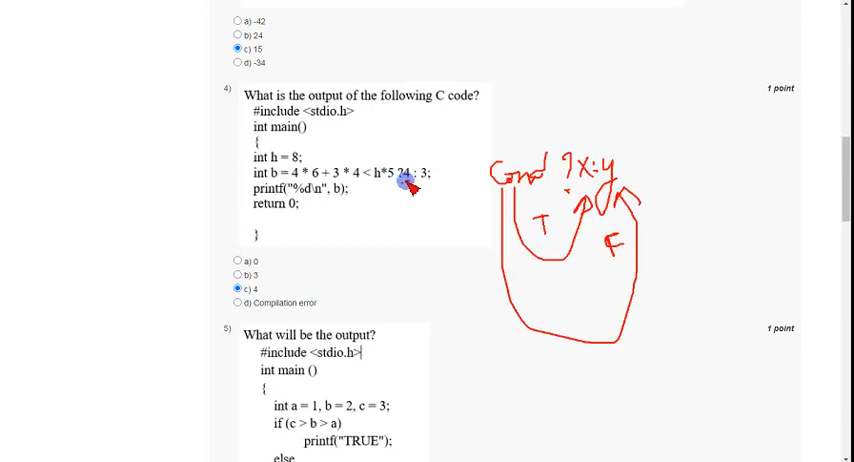 a) -42
b) 24
c) 15
d) -34
4) What is the output of the following C code? 1 point
#include <stdio.h>
int main()
{
int h = 8;
int b = 4 * 6 + 3 * 4 < h*5 ?4 : 3;
printf("%d\n", b);
return 0;
}
Cond ? x : y
T
F
a) 0
b) 3
c) 4
d) Compilation error
5) What will be the output? 1 point
#include <stdio.h>
int main ()
{
int a = 1, b = 2, c = 3;
if (c > b > a)
printf("TRUE");
else